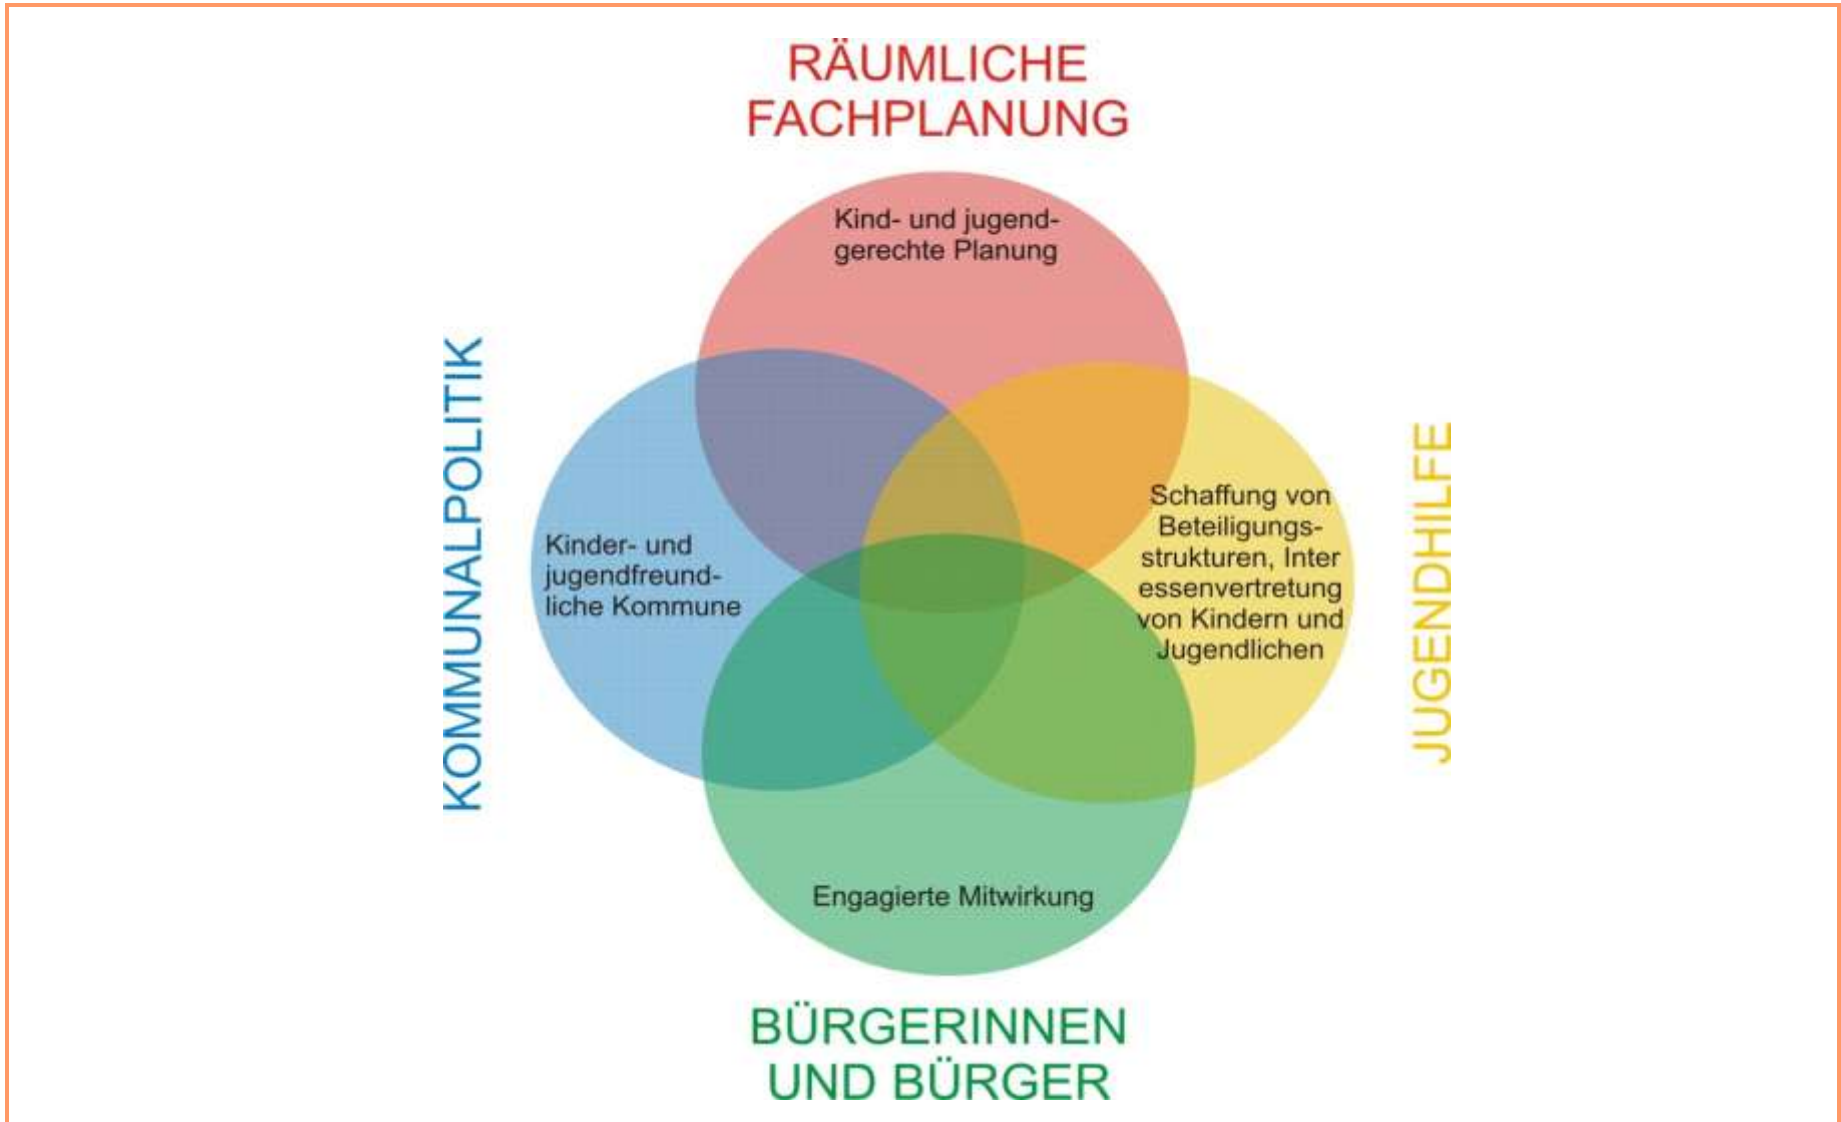 RÄUMLICHE
FACHPLANUNG
Kind- und jugend-
gerechte Planung
KOMMUNALPOLITIK
Kinder- und
jugendfreund-
liche Kommune
Schaffung von
Beteiligungs-
strukturen, Inter
essenvertretung
von Kindern und
Jugendlichen
JUGENDHILFE
Engagierte Mitwirkung
BÜRGERINNEN
UND BÜRGER